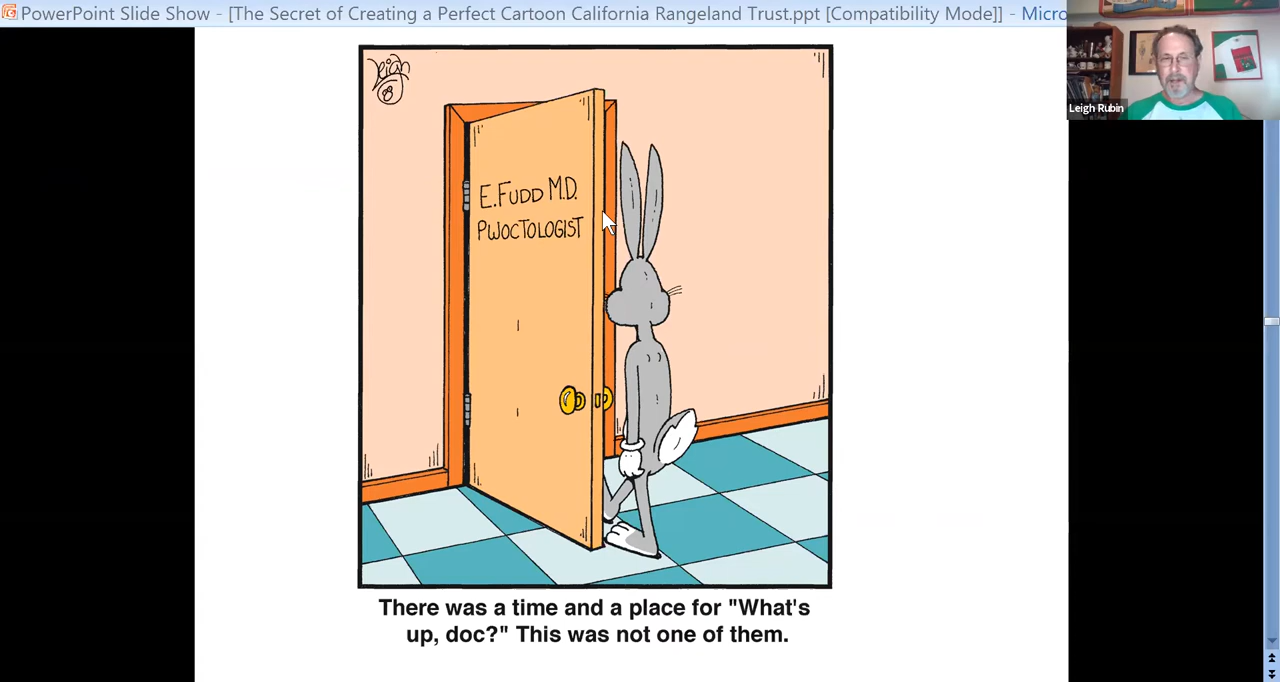 PowerPoint Slide Show - [The Secret of Creating a Perfect Cartoon California Rangeland Trust.ppt [Compatibility Mode]] - Micro
Leigh Rubin
Leigh
E. FUDD M.D.
PWOCTOLOGIST
There was a time and a place for "What's
up, doc?" This was not one of them.